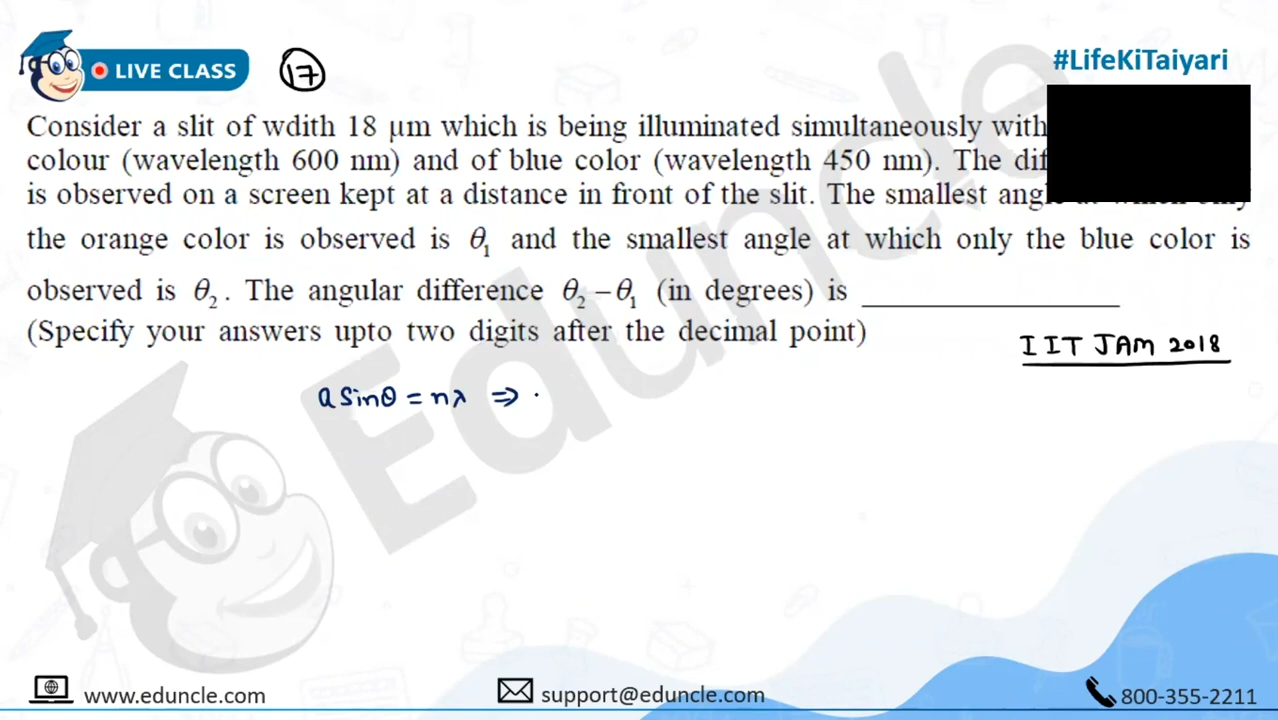 LIVE CLASS
17
#LifeKiTaiyari
Consider a slit of wdith 18 µm which is being illuminated simultaneously with
colour (wavelength 600 nm) and of blue color (wavelength 450 nm). The
is observed on a screen kept at a distance in front of the slit. The smallest
the orange color is observed is θ₁ and the smallest angle at which only the blue color is
observed is θ₂. The angular difference θ₂ − θ₁ (in degrees) is ____________
(Specify your answers upto two digits after the decimal point)
IIT JAM 2018
a sinθ = nλ ⇒
Eduncle
www.eduncle.com
support@eduncle.com
800-355-2211